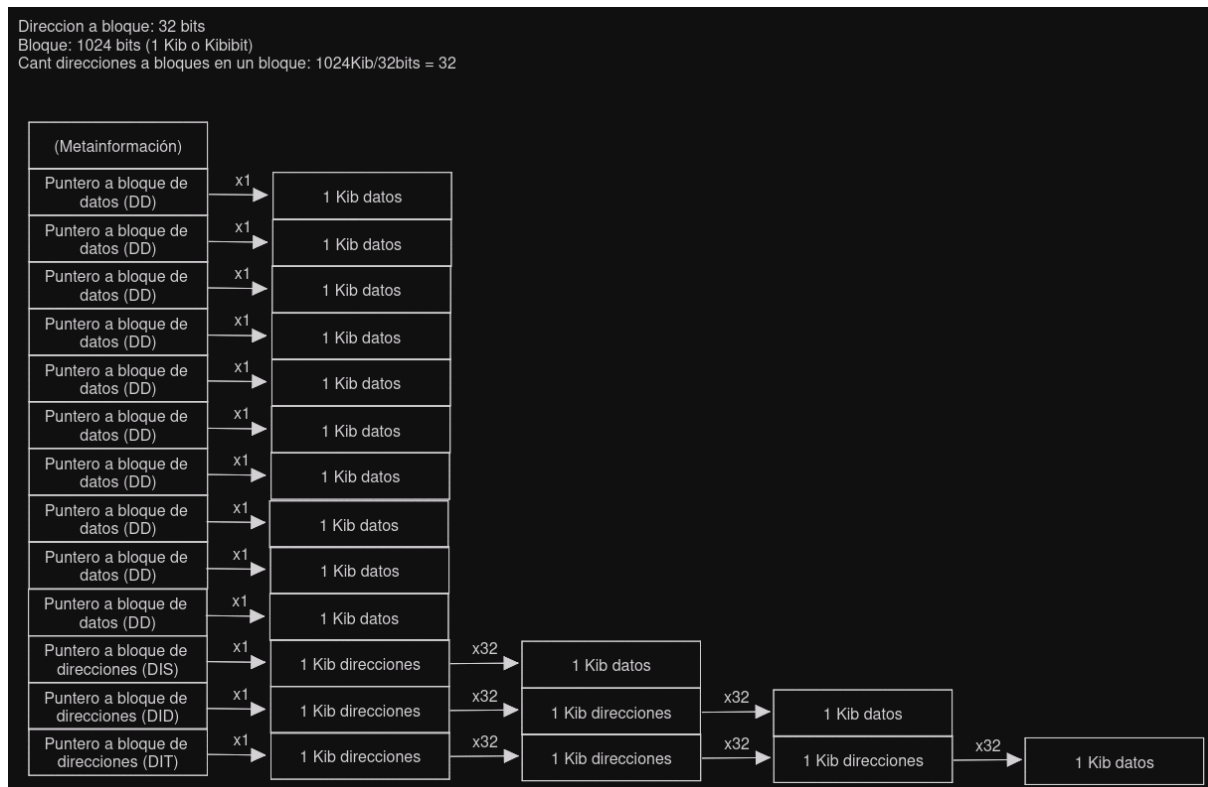 Direccion a bloque: 32 bits
Bloque: 1024 bits (1 Kib o Kibibit)
Cant direcciones a bloques en un bloque: 1024Kib/32bits = 32
(Metainformación)
Puntero a bloque de
datos (DD)
x1
1 Kib datos
Puntero a bloque de
datos (DD)
x1
1 Kib datos
Puntero a bloque de
datos (DD)
x1
1 Kib datos
Puntero a bloque de
datos (DD)
x1
1 Kib datos
Puntero a bloque de
datos (DD)
x1
1 Kib datos
Puntero a bloque de
datos (DD)
x1
1 Kib datos
Puntero a bloque de
datos (DD)
x1
1 Kib datos
Puntero a bloque de
datos (DD)
x1
1 Kib datos
Puntero a bloque de
datos (DD)
x1
1 Kib datos
Puntero a bloque de
datos (DD)
x1
1 Kib datos
Puntero a bloque de
direcciones (DIS)
x1
1 Kib direcciones
x32
1 Kib datos
Puntero a bloque de
direcciones (DID)
x1
1 Kib direcciones
x32
1 Kib direcciones
x32
1 Kib datos
Puntero a bloque de
direcciones (DIT)
x1
1 Kib direcciones
x32
1 Kib direcciones
x32
1 Kib direcciones
x32
1 Kib datos